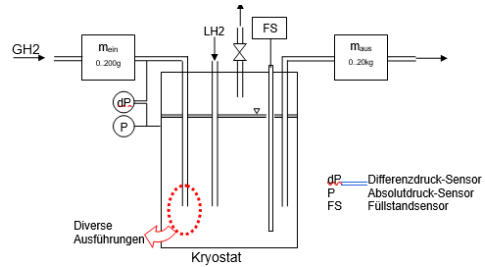 LH2
FS
GH2
m_ein
0..200g
m_aus
0..20kg
dP
P
dP Differenzdruck-Sensor
P Absolutdruck-Sensor
FS Füllstandsensor
Diverse
Ausführungen
Kryostat